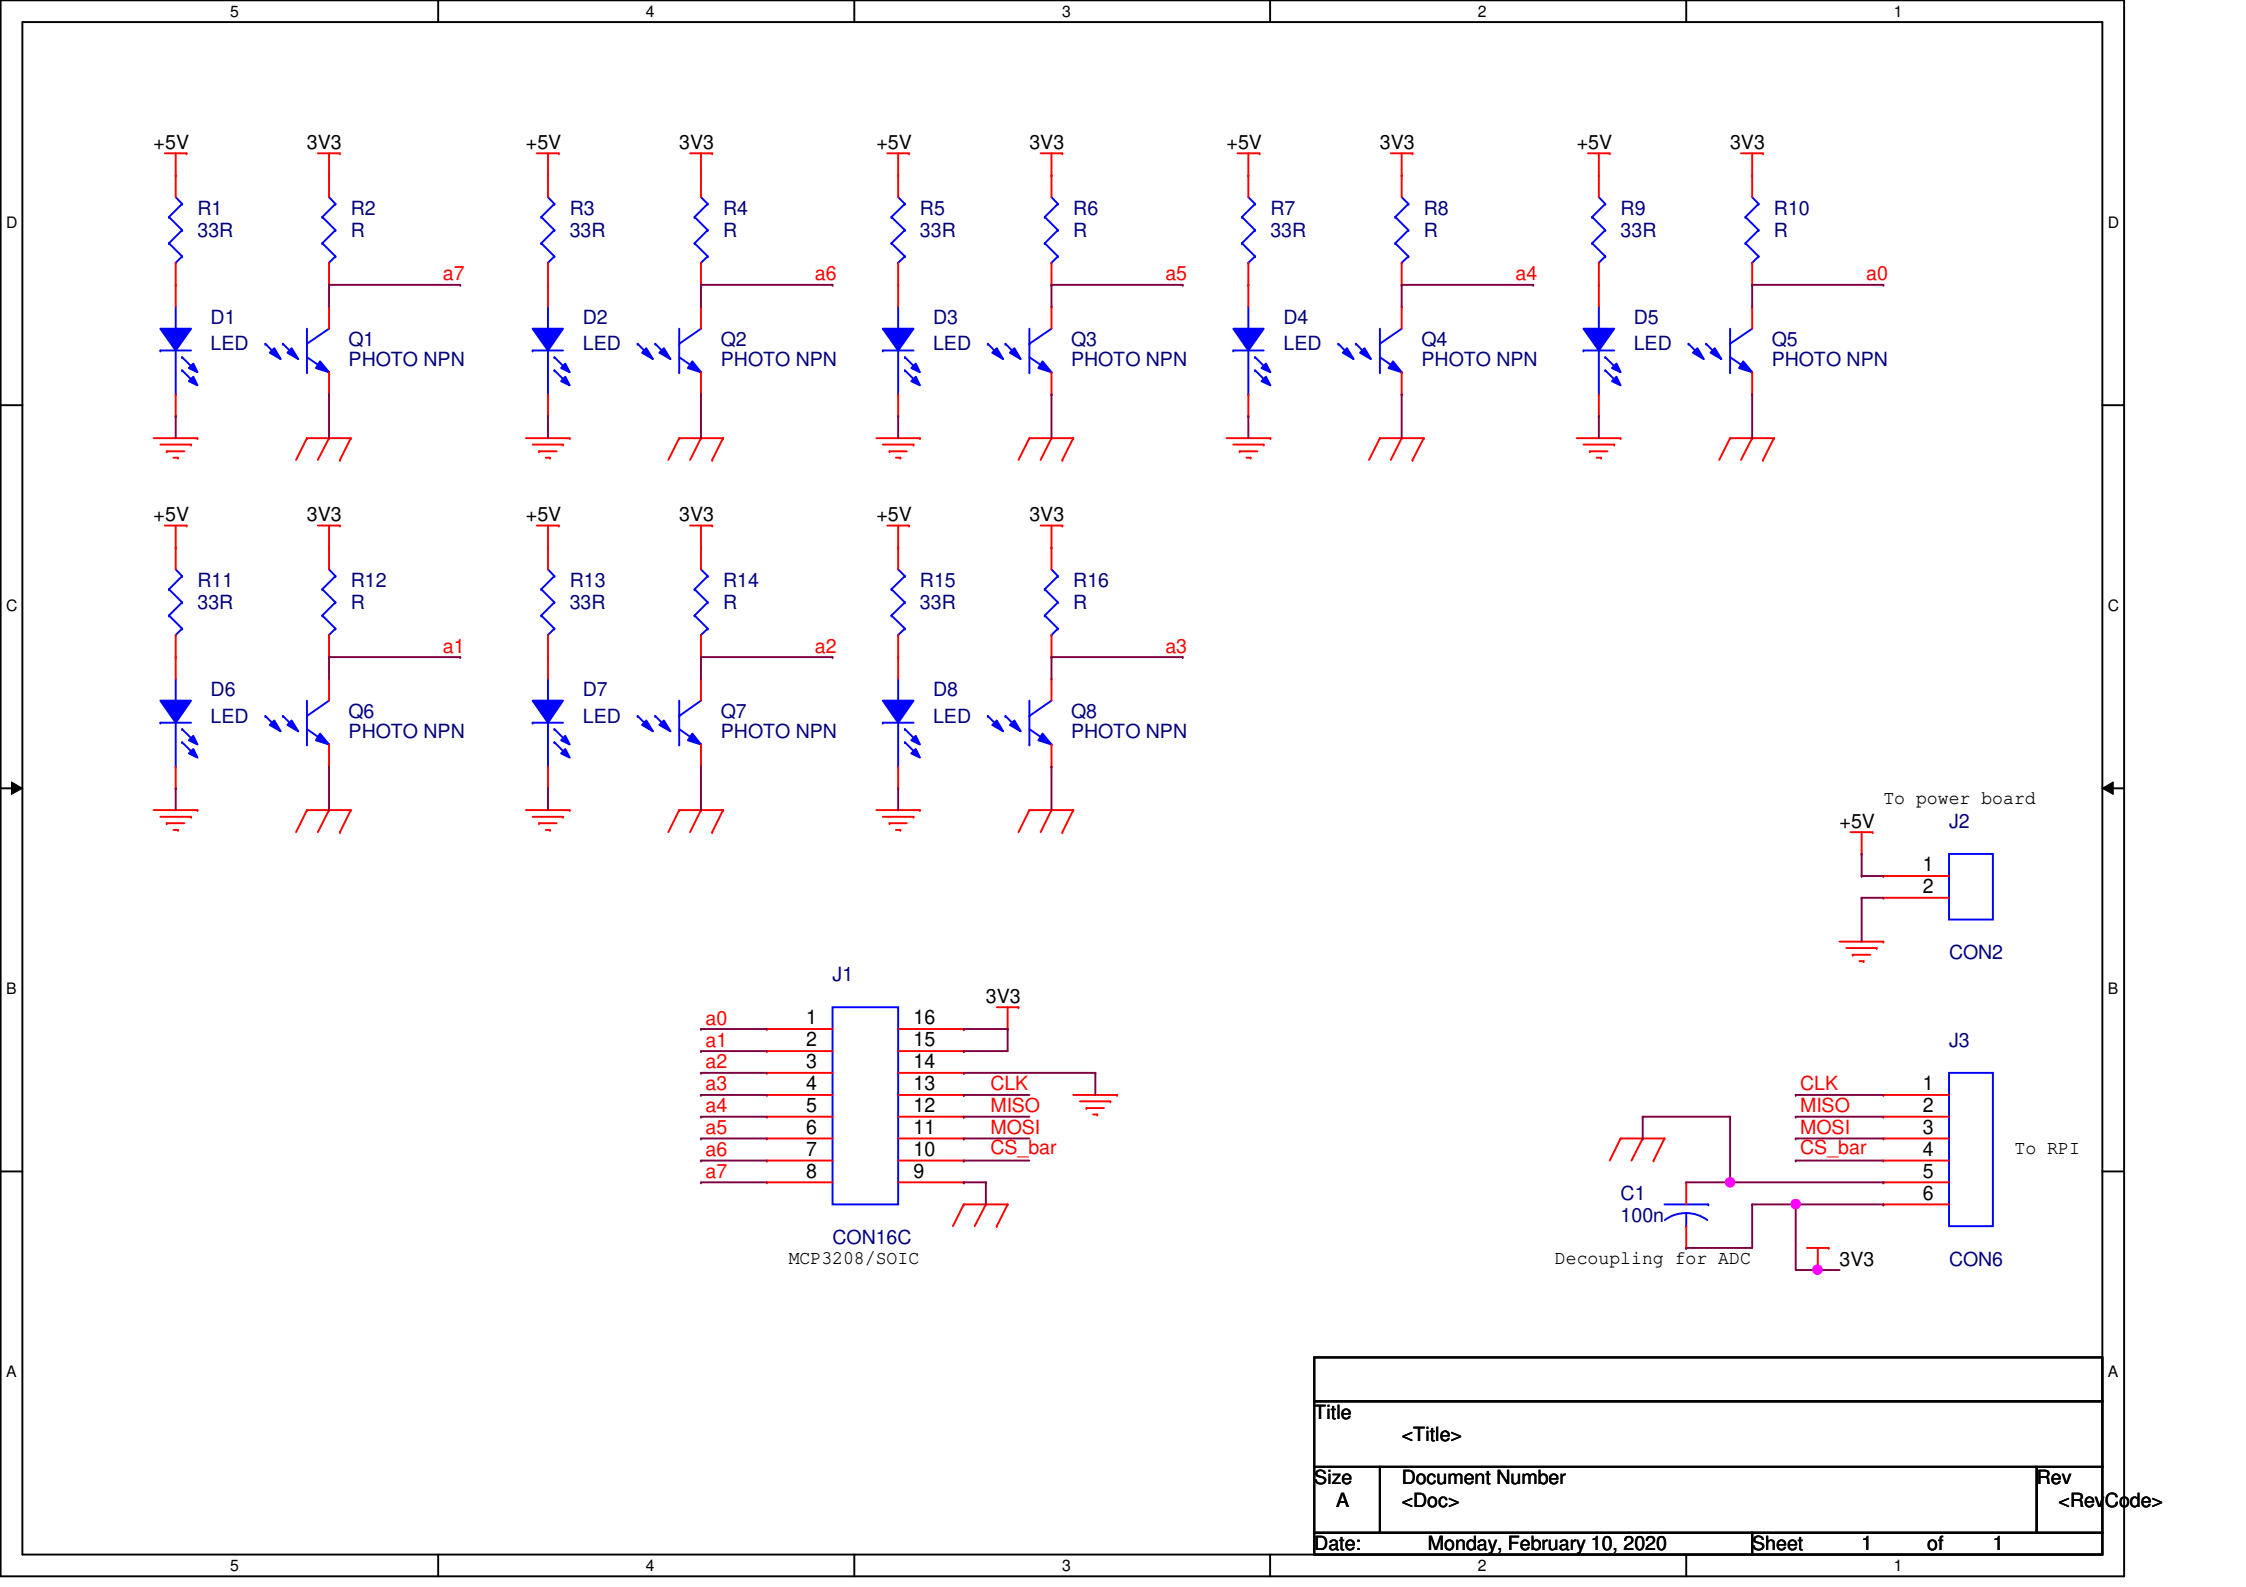 5 4 3 2 1
D D
C C
B B
A A
+5V 3V3 +5V 3V3 +5V 3V3 +5V 3V3 +5V 3V3
R1 R2 R3 R4 R5 R6 R7 R8 R9 R10
33R R 33R R 33R R 33R R 33R R
a7 a6 a5 a4 a0
D1 D2 D3 D4 D5
LED LED LED LED LED
Q1 Q2 Q3 Q4 Q5
PHOTO NPN PHOTO NPN PHOTO NPN PHOTO NPN PHOTO NPN
+5V 3V3 +5V 3V3 +5V 3V3
R11 R12 R13 R14 R15 R16
33R R 33R R 33R R
a1 a2 a3
D6 D7 D8
LED LED LED
Q6 Q7 Q8
PHOTO NPN PHOTO NPN PHOTO NPN
To power board
+5V J2
1
2
CON2
J1
3V3
a0 1 16
a1 2 15
a2 3 14
a3 4 13 CLK
a4 5 12 MISO
a5 6 11 MOSI
a6 7 10 CS_bar
a7 8 9
CON16C
MCP3208/SOIC
J3
CLK 1
MISO 2
MOSI 3
CS_bar 4
5
6
To RPI
C1
100n
Decoupling for ADC
3V3
CON6
Title
<Title>
Size Document Number Rev
A <Doc> <RevCode>
Date: Monday, February 10, 2020 Sheet 1 of 1
5 4 3 2 1